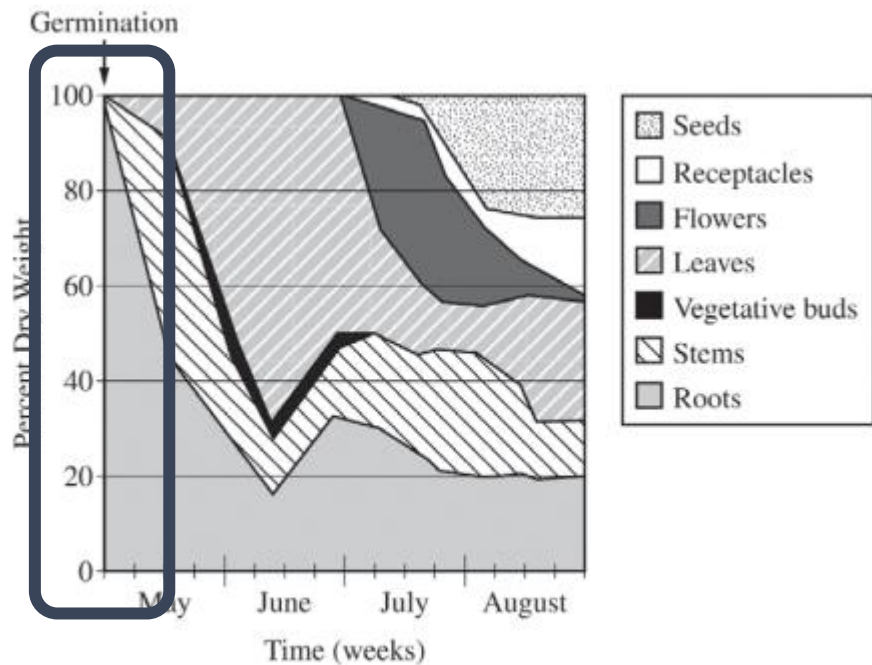 Germination
100
80
60
40
20
0
Percent Dry Weight
May
June
July
August
Time (weeks)
Seeds
Receptacles
Flowers
Leaves
Vegetative buds
Stems
Roots